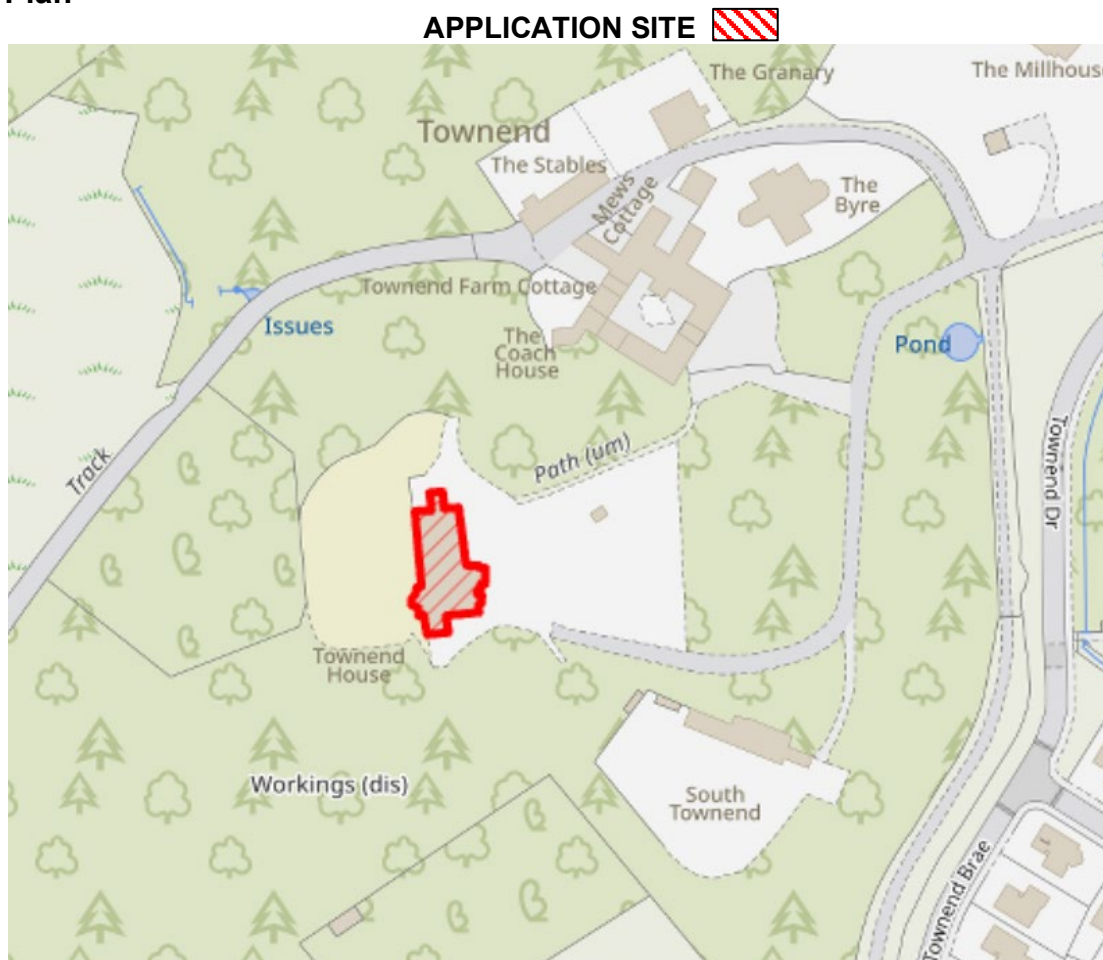 Plan
APPLICATION SITE
The Granary
The Millhouse
Townend
The Stables
Mews
Cottage
The
Byre
Townend Farm Cottage
Issues
The
Coach
House
Pond
Track
Path (um)
Townend Dr
Townend
House
Workings (dis)
South
Townend
Townend Brae